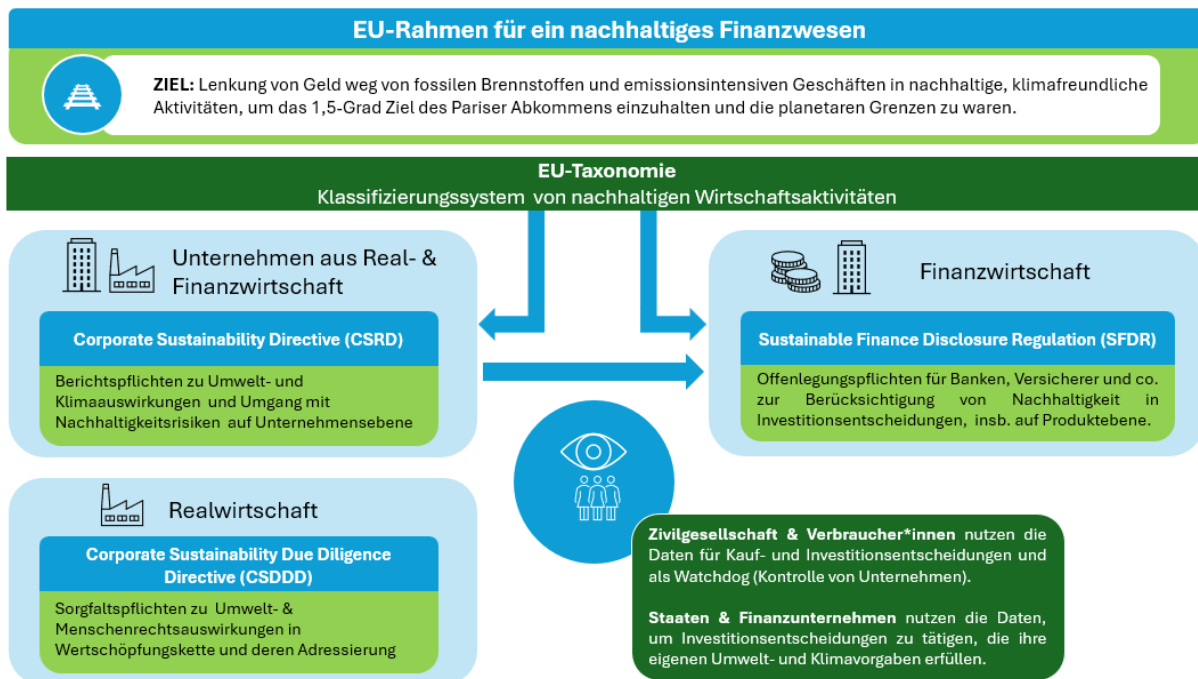 EU-Rahmen für ein nachhaltiges Finanzwesen
ZIEL: Lenkung von Geld weg von fossilen Brennstoffen und emissionsintensiven Geschäften in nachhaltige, klimafreundliche
Aktivitäten, um das 1,5-Grad Ziel des Pariser Abkommens einzuhalten und die planetaren Grenzen zu waren.
EU-Taxonomie
Klassifizierungssystem von nachhaltigen Wirtschaftsaktivitäten
Unternehmen aus Real- &
Finanzwirtschaft
Corporate Sustainability Directive (CSRD)
Berichtspflichten zu Umwelt- und
Klimaauswirkungen und Umgang mit
Nachhaltigkeitsrisiken auf Unternehmensebene
Finanzwirtschaft
Sustainable Finance Disclosure Regulation (SFDR)
Offenlegungspflichten für Banken, Versicherer und co.
zur Berücksichtigung von Nachhaltigkeit in
Investitionsentscheidungen, insb. auf Produktebene.
Realwirtschaft
Corporate Sustainability Due Diligence
Directive (CSDDD)
Sorgfaltspflichten zu Umwelt- &
Menschenrechtsauswirkungen in
Wertschöpfungskette und deren Adressierung
Zivilgesellschaft & Verbraucher*innen nutzen die
Daten für Kauf- und Investitionsentscheidungen und
als Watchdog (Kontrolle von Unternehmen).
Staaten & Finanzunternehmen nutzen die Daten,
um Investitionsentscheidungen zu tätigen, die ihre
eigenen Umwelt- und Klimavorgaben erfüllen.